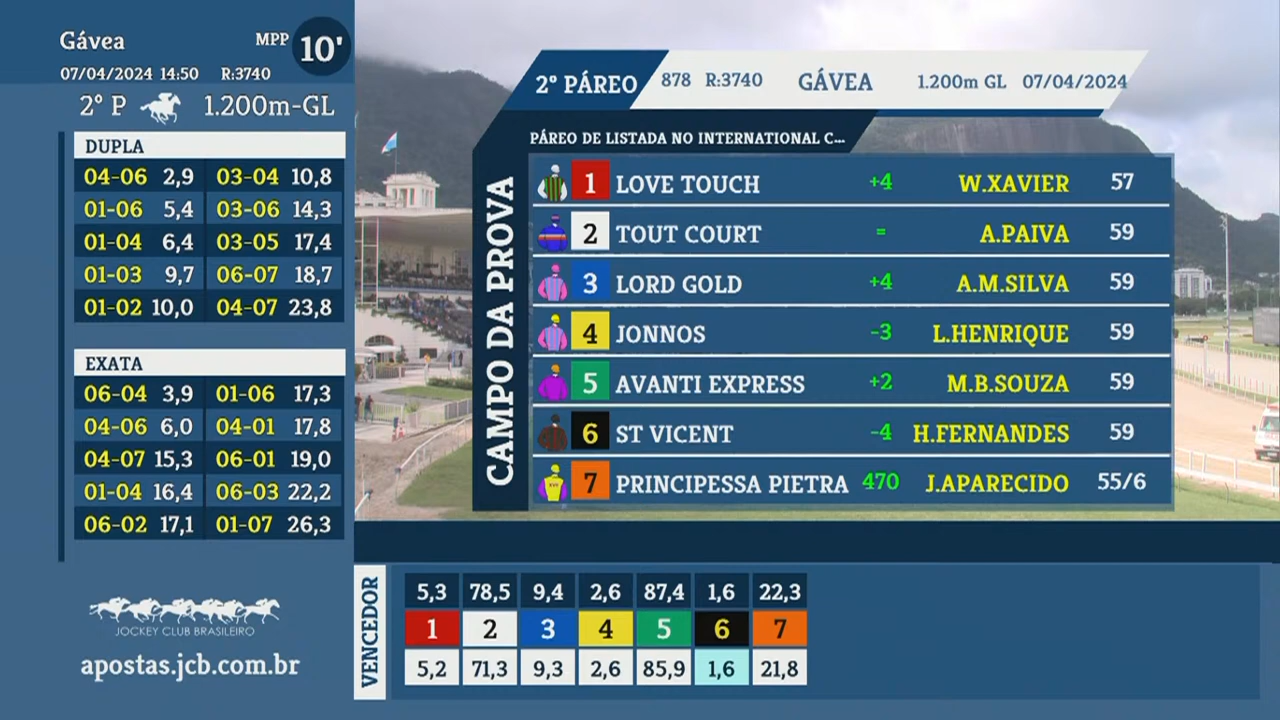 Gávea
MPP 10'
07/04/2024 14:50 R:3740
2° P 1.200m-GL
DUPLA
04-06 2,9 03-04 10,8
01-06 5,4 03-06 14,3
01-04 6,4 03-05 17,4
01-03 9,7 06-07 18,7
01-02 10,0 04-07 23,8
EXATA
06-04 3,9 01-06 17,3
04-06 6,0 04-01 17,8
04-07 15,3 06-01 19,0
01-04 16,4 06-03 22,2
06-02 17,1 01-07 26,3
JOCKEY CLUB BRASILEIRO
apostas.jcb.com.br
2° PÁREO 878 R:3740 GÁVEA 1.200m GL 07/04/2024
PÁREO DE LISTADA NO INTERNATIONAL C...
CAMPO DA PROVA
1 LOVE TOUCH +4 W.XAVIER 57
2 TOUT COURT = A.PAIVA 59
3 LORD GOLD +4 A.M.SILVA 59
4 JONNOS -3 L.HENRIQUE 59
5 AVANTI EXPRESS +2 M.B.SOUZA 59
6 ST VICENT -4 H.FERNANDES 59
7 PRINCIPESSA PIETRA 470 J.APARECIDO 55/6
VENCEDOR
5,3 78,5 9,4 2,6 87,4 1,6 22,3
1 2 3 4 5 6 7
5,2 71,3 9,3 2,6 85,9 1,6 21,8